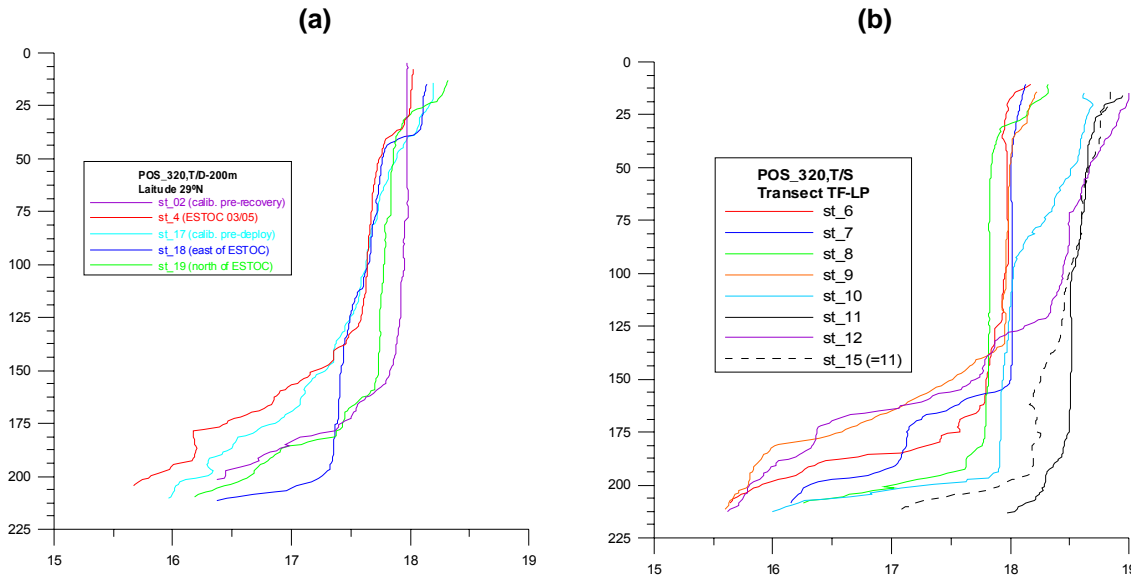 (a)
(b)
0
25
50
75
100
125
150
175
200
225
15
16
17
18
19
POS_320,T/D-200m
Laitude 29ºN
st_02 (calib. pre-recovery)
st_4 (ESTOC 03/05)
st_17 (calib. pre-deploy)
st_18 (east of ESTOC)
st_19 (north of ESTOC)
0
25
50
75
100
125
150
175
200
225
15
16
17
18
19
POS_320,T/S
Transect TF-LP
st_6
st_7
st_8
st_9
st_10
st_11
st_12
st_15 (=11)